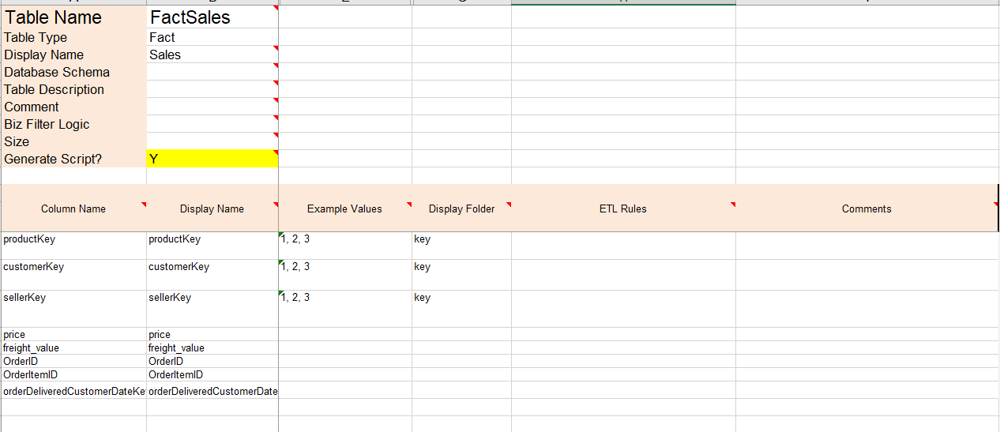 Table Name FactSales
Table Type Fact
Display Name Sales
Database Schema
Table Description
Comment
Biz Filter Logic
Size
Generate Script? Y
Column Name Display Name Example Values Display Folder ETL Rules Comments
productKey productKey 1, 2, 3 key
customerKey customerKey 1, 2, 3 key
sellerKey sellerKey 1, 2, 3 key
price price
freight_value freight_value
OrderID OrderID
OrderItemID OrderItemID
orderDeliveredCustomerDateKe orderDeliveredCustomerDate